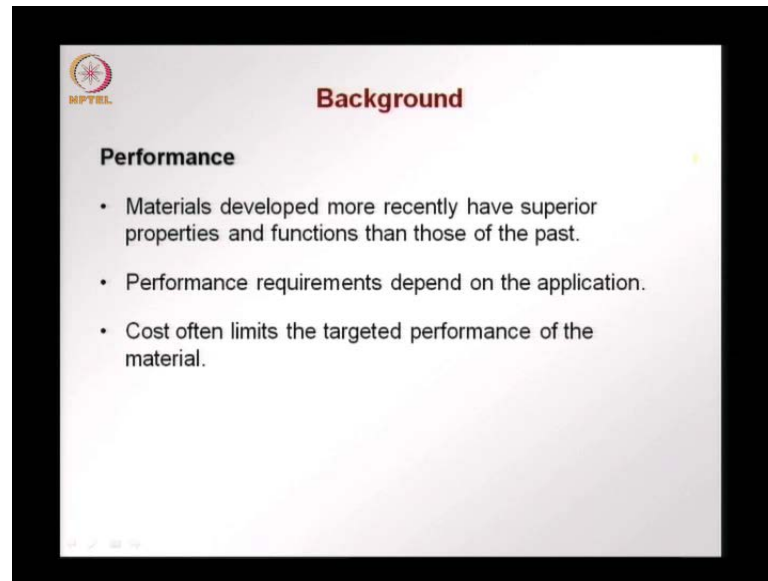 NPTEL
Background
Performance
• Materials developed more recently have superior
properties and functions than those of the past.
• Performance requirements depend on the application.
• Cost often limits the targeted performance of the
material.